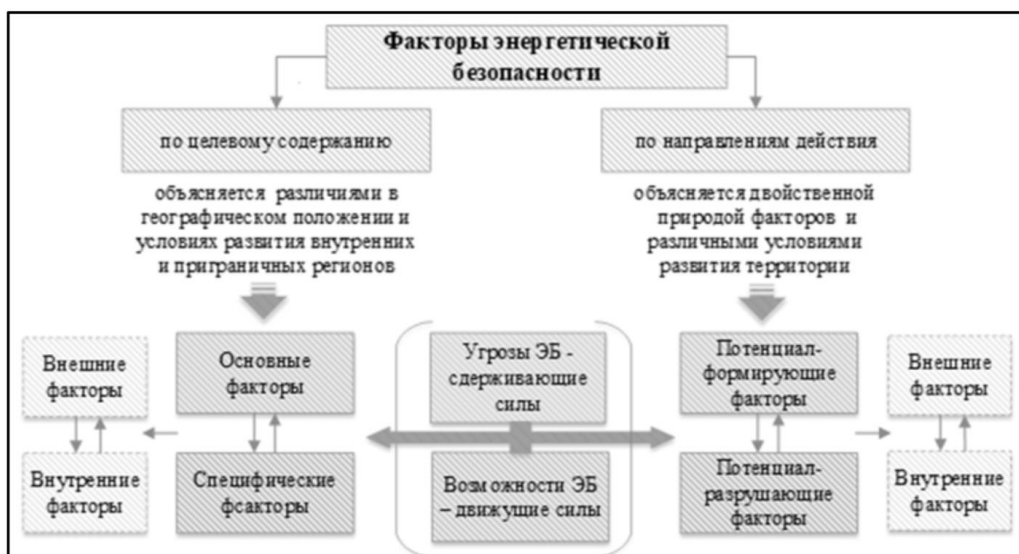 Факторы энергетической
безопасности
по целевому содержанию
по направлениям действия
объясняется различиями в
географическом положении и
условиях развития внутренних
и приграничных регионов
объясняется двойственной
природой факторов и
различными условиями
развития территории
Внешние
факторы
Внутренние
факторы
Основные
факторы
Специфические
фсакторы
Угрозы ЭБ -
сдерживающие
силы
Возможности ЭБ
– движущие силы
Потенциал-
формирующие
факторы
Потенциал-
разрушающие
факторы
Внешние
факторы
Внутренние
факторы